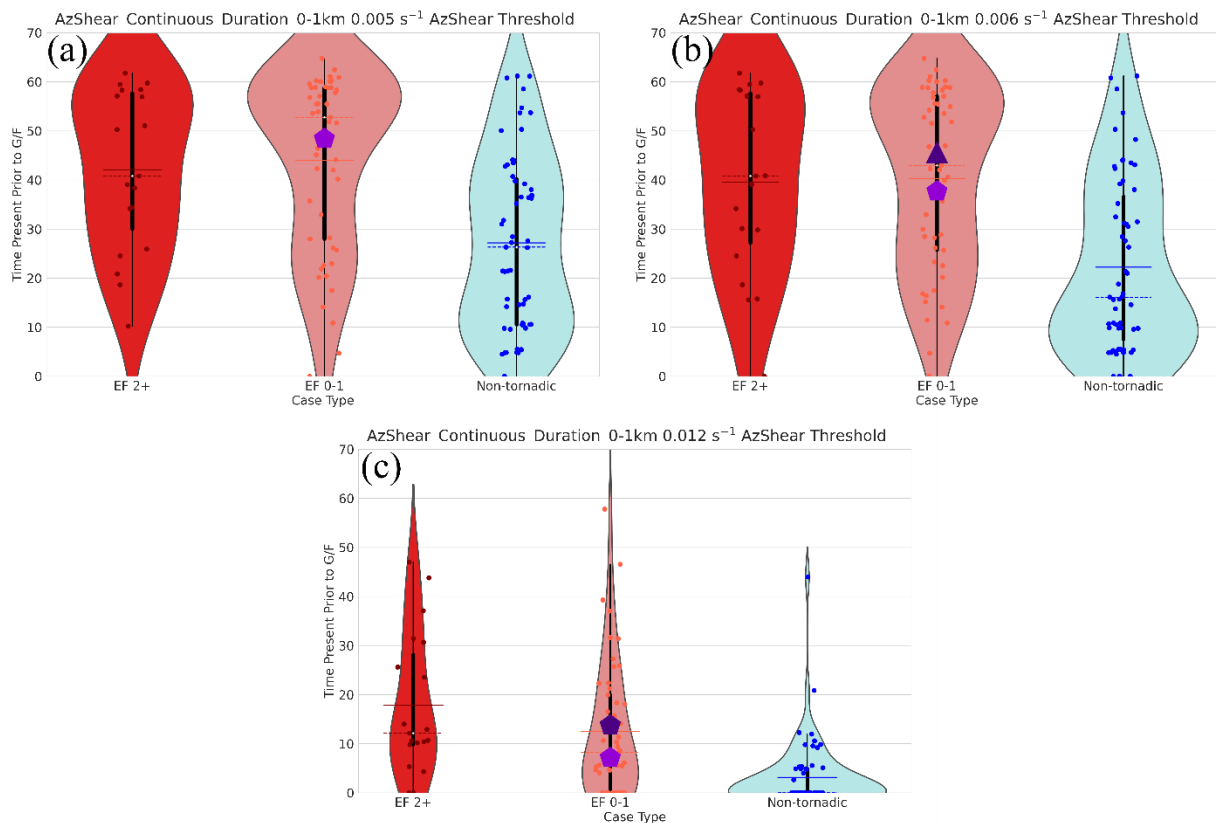 AzShear Continuous Duration 0-1km 0.005 s⁻¹ AzShear Threshold
(a)
Time Present Prior to G/F
70
60
50
40
30
20
10
0
EF 2+ EF 0-1 Non-tornadic
Case Type
AzShear Continuous Duration 0-1km 0.006 s⁻¹ AzShear Threshold
(b)
Time Present Prior to G/F
70
60
50
40
30
20
10
0
EF 2+ EF 0-1 Non-tornadic
Case Type
AzShear Continuous Duration 0-1km 0.012 s⁻¹ AzShear Threshold
(c)
Time Present Prior to G/F
70
60
50
40
30
20
10
0
EF 2+ EF 0-1 Non-tornadic
Case Type